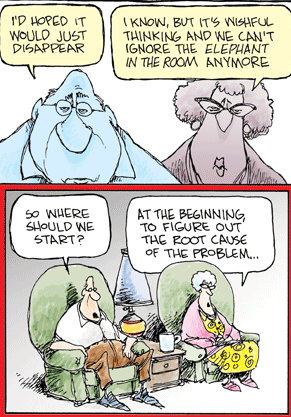 I'D HOPED IT
WOULD JUST
DISAPPEAR
I KNOW, BUT IT'S WISHFUL
THINKING AND WE CAN'T
IGNORE THE ELEPHANT
IN THE ROOM ANYMORE
SO WHERE
SHOULD WE
START?
AT THE BEGINNING,
TO FIGURE OUT
THE ROOT CAUSE
OF THE PROBLEM...